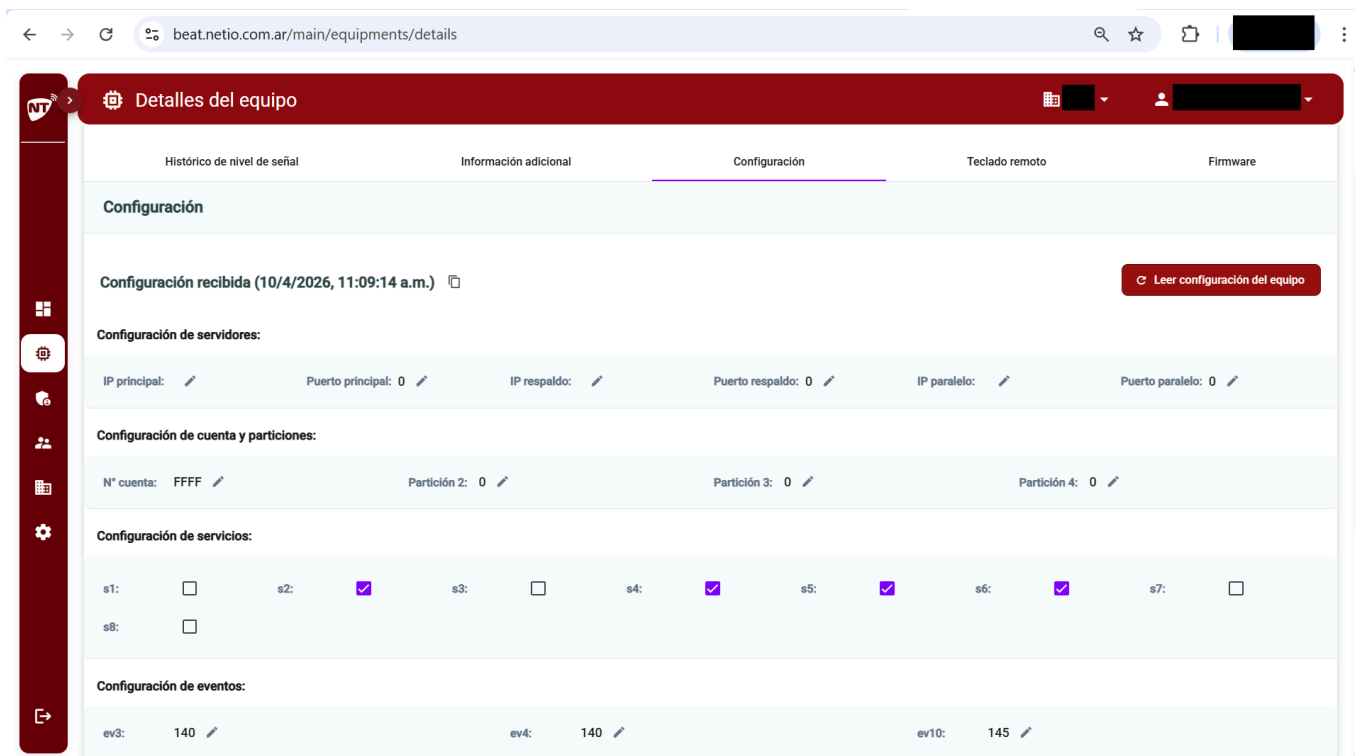 beat.netio.com.ar/main/equipments/details
NT
Detalles del equipo
Histórico de nivel de señal Información adicional Configuración Teclado remoto Firmware
Configuración
Configuración recibida (10/4/2026, 11:09:14 a.m.) Leer configuración del equipo
Configuración de servidores:
IP principal: Puerto principal: 0 IP respaldo: Puerto respaldo: 0 IP paralelo: Puerto paralelo: 0
Configuración de cuenta y particiones:
N° cuenta: FFFF Partición 2: 0 Partición 3: 0 Partición 4: 0
Configuración de servicios:
s1: s2: s3: s4: s5: s6: s7:
s8:
Configuración de eventos:
ev3: 140 ev4: 140 ev10: 145